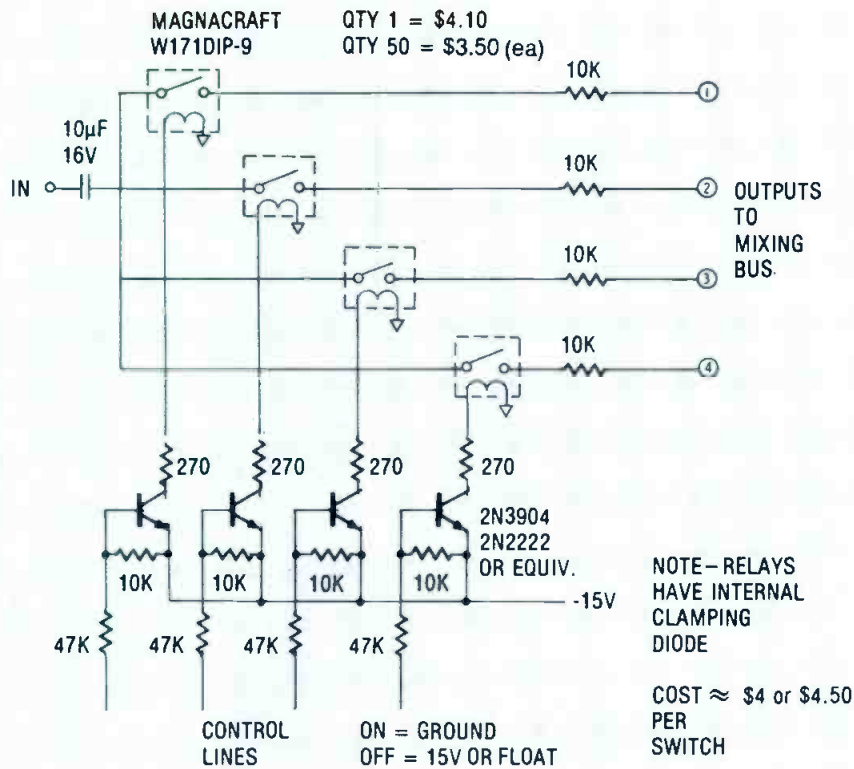 MAGNACRAFT
W171DIP-9
QTY 1 = $4.10
QTY 50 = $3.50 (ea)
10K
1
10μF
16V
IN
10K
2
OUTPUTS
TO
MIXING
BUS.
10K
3
10K
4
270
270
270
270
2N3904
2N2222
OR EQUIV.
10K
10K
10K
10K
-15V
NOTE–RELAYS
HAVE INTERNAL
CLAMPING
DIODE
47K
47K
47K
47K
COST ≈ $4 or $4.50
PER
SWITCH
CONTROL
LINES
ON = GROUND
OFF = 15V OR FLOAT